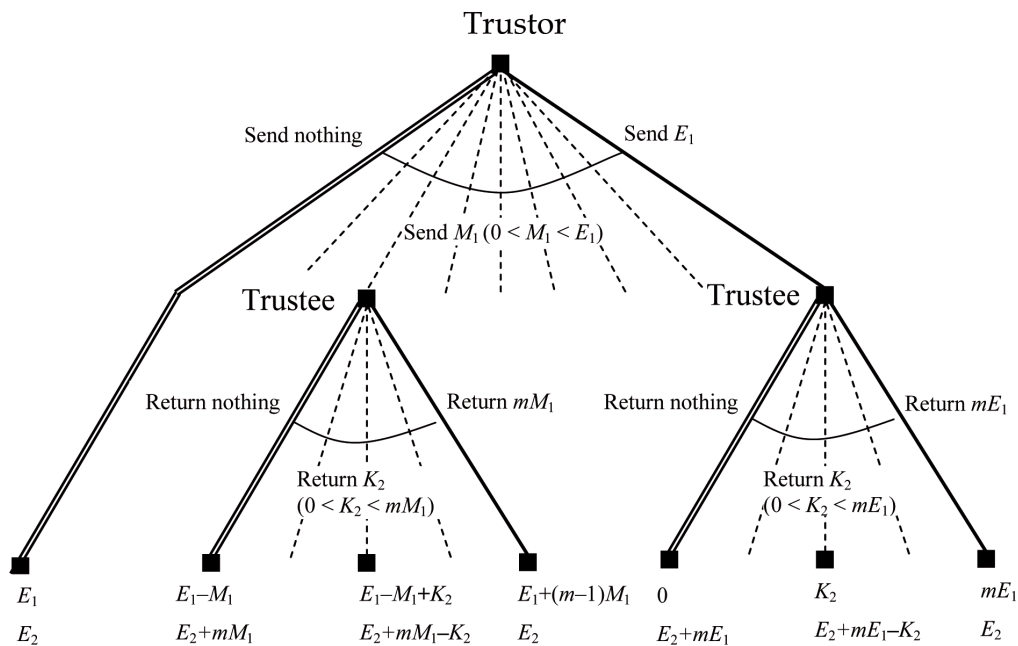 Trustor
Send nothing
Send E₁
Send M₁ (0 < M₁ < E₁)
Trustee
Trustee
Return nothing
Return mM₁
Return nothing
Return mE₁
Return K₂
(0 < K₂ < mM₁)
Return K₂
(0 < K₂ < mE₁)
E₁ E₁–M₁ E₁–M₁+K₂ E₁+(m–1)M₁ 0 K₂ mE₁
E₂ E₂+mM₁ E₂+mM₁–K₂ E₂ E₂+mE₁ E₂+mE₁–K₂ E₂